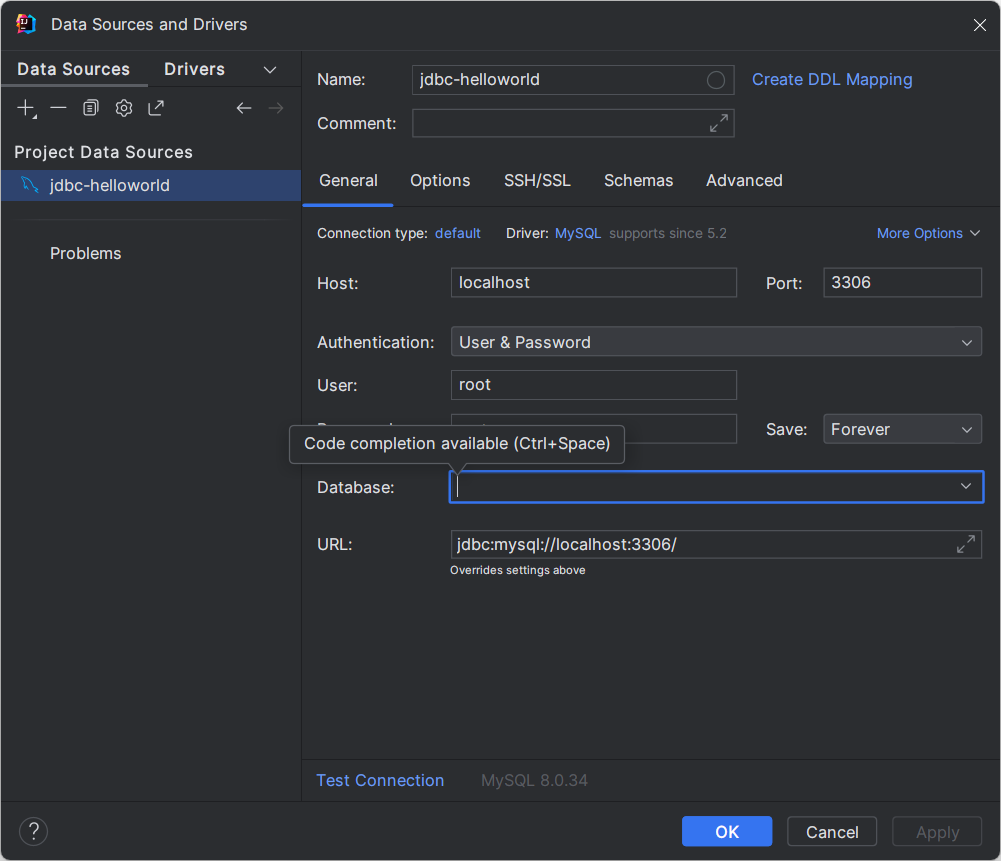 Data Sources and Drivers
Data Sources Drivers
Name: jdbc-helloworld Create DDL Mapping
Comment:
Project Data Sources
jdbc-helloworld
Problems
General Options SSH/SSL Schemas Advanced
Connection type: default Driver: MySQL supports since 5.2 More Options
Host: localhost Port: 3306
Authentication: User & Password
User: root
Save: Forever
Code completion available (Ctrl+Space)
Database:
URL: jdbc:mysql://localhost:3306/
Overrides settings above
Test Connection MySQL 8.0.34
? OK Cancel Apply